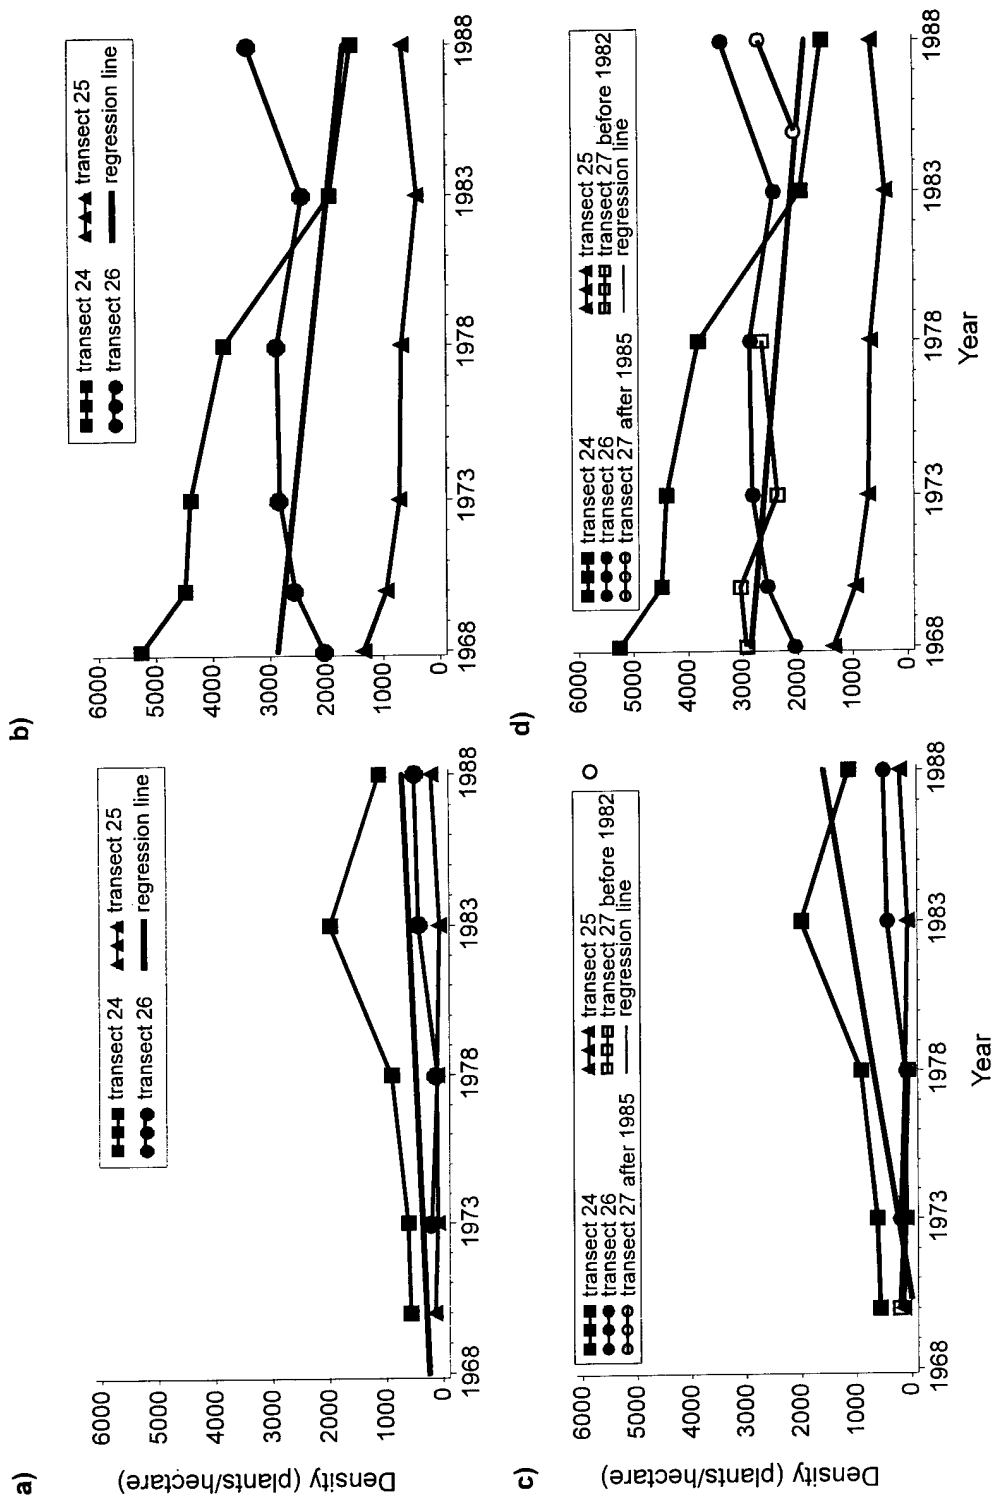 a)
transect 24
transect 25
transect 26
regression line
Density (plants/hectare)
6000
5000
4000
3000
2000
1000
0
1968
1973
1978
1983
1988
b)
transect 24
transect 25
transect 26
regression line
6000
5000
4000
3000
2000
1000
0
1968
1973
1978
1983
1988
c)
transect 24
transect 25
transect 26
transect 27 before 1982
transect 27 after 1985
regression line
Density (plants/hectare)
6000
5000
4000
3000
2000
1000
0
1968
1973
1978
1983
1988
Year
d)
transect 24
transect 25
transect 26
transect 27 before 1982
transect 27 after 1985
regression line
6000
5000
4000
3000
2000
1000
0
1968
1973
1978
1983
1988
Year